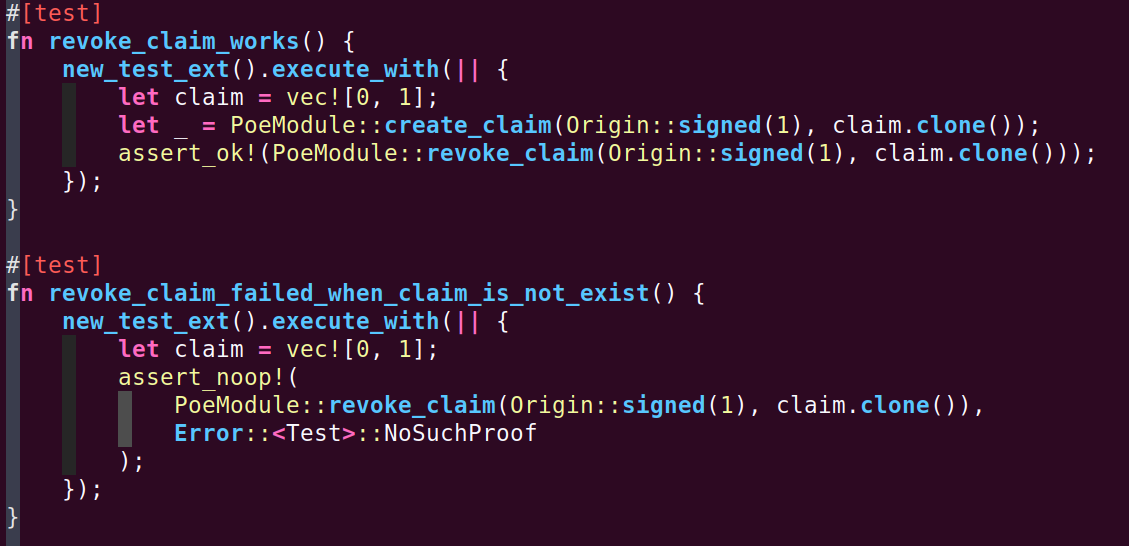 #[test]
fn revoke_claim_works() {
    new_test_ext().execute_with(|| {
        let claim = vec![0, 1];
        let _ = PoeModule::create_claim(Origin::signed(1), claim.clone());
        assert_ok!(PoeModule::revoke_claim(Origin::signed(1), claim.clone()));
    });
}

#[test]
fn revoke_claim_failed_when_claim_is_not_exist() {
    new_test_ext().execute_with(|| {
        let claim = vec![0, 1];
        assert_noop!(
            PoeModule::revoke_claim(Origin::signed(1), claim.clone()),
            Error::<Test>::NoSuchProof
        );
    });
}